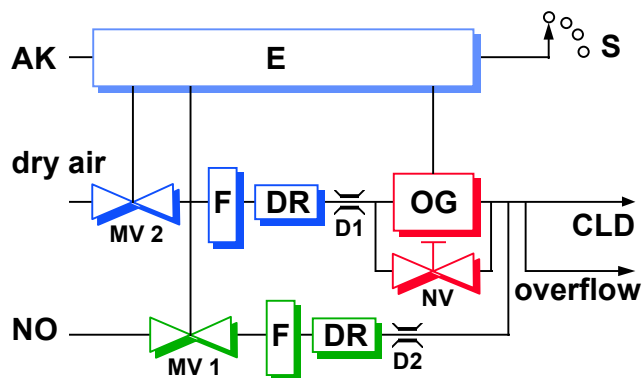 AK
E
S
dry air
MV 2
F
DR
D1
OG
CLD
NV
overflow
NO
MV 1
F
DR
D2